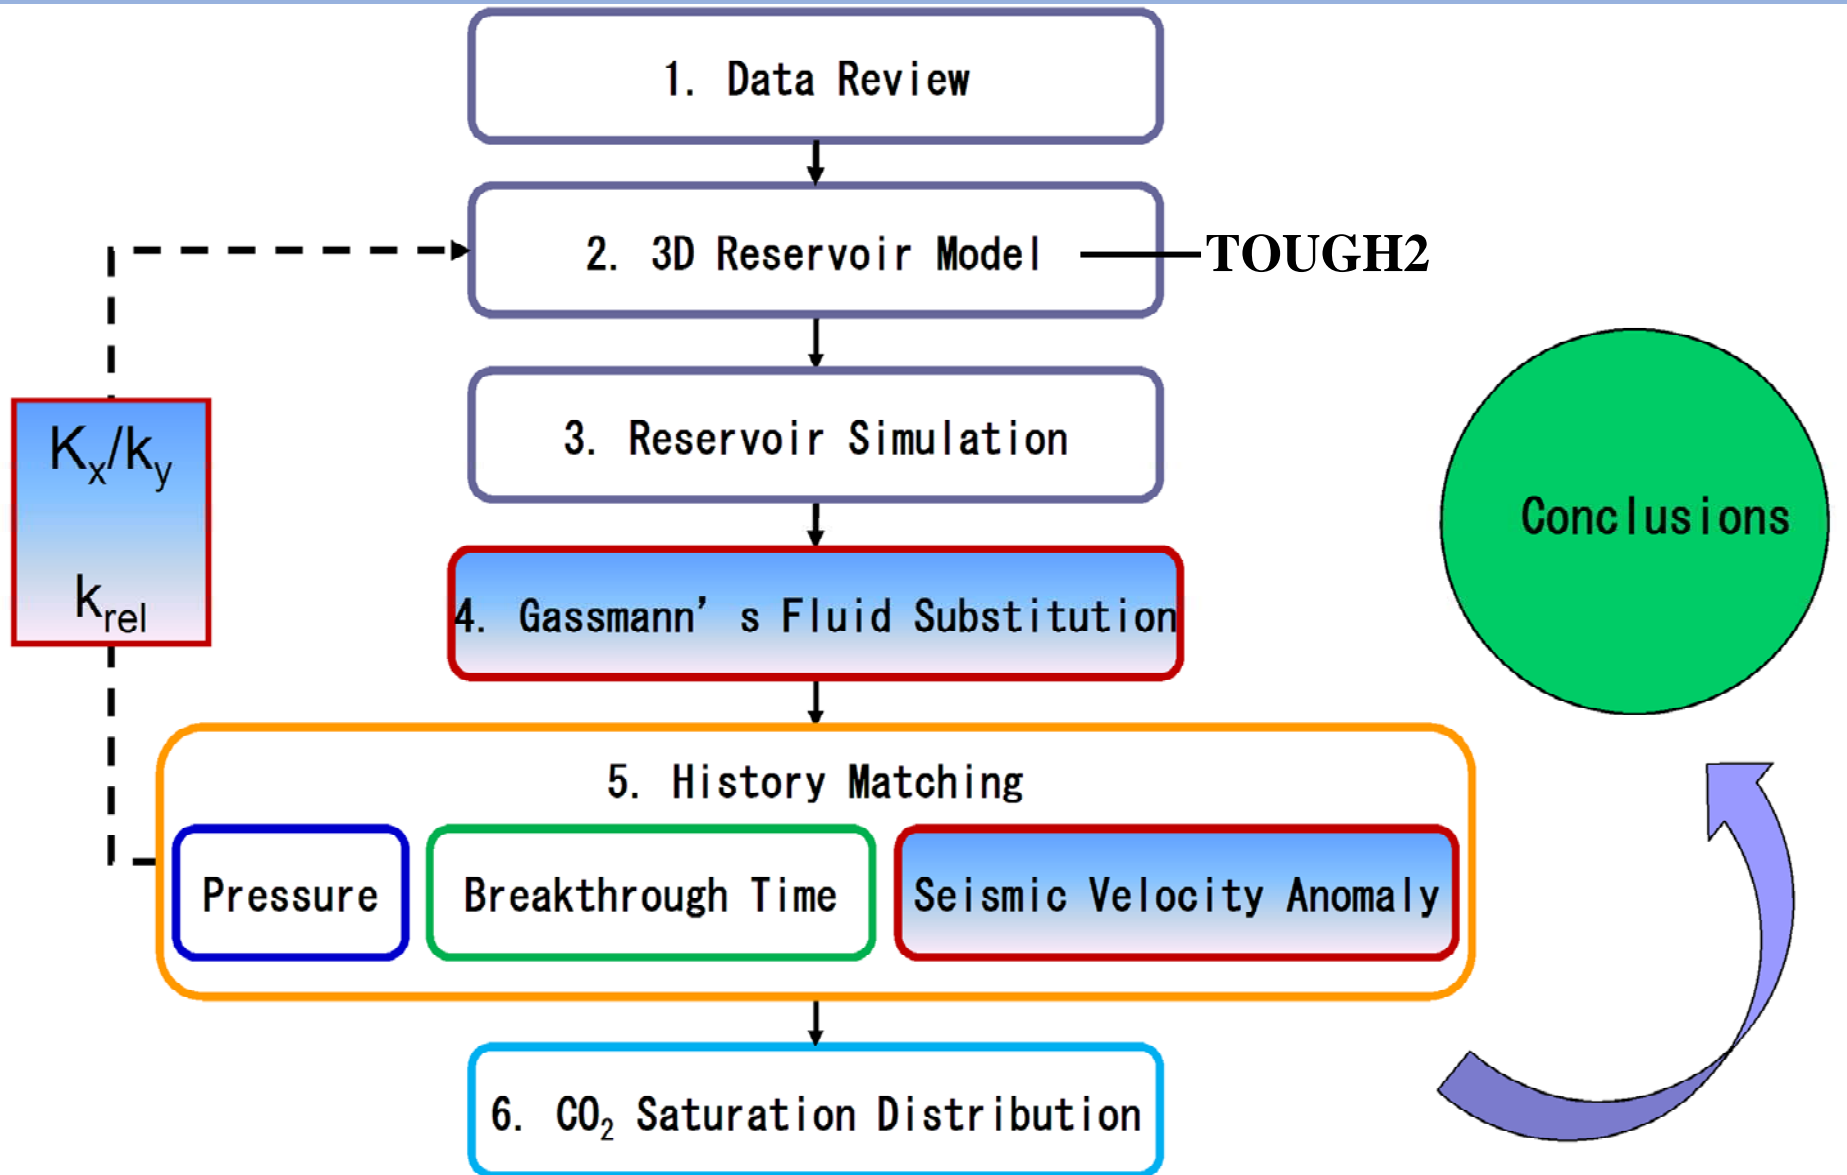 1. Data Review
2. 3D Reservoir Model
TOUGH2
3. Reservoir Simulation
Kx/ky
krel
Conclusions
4. Gassmann's Fluid Substitution
5. History Matching
Pressure
Breakthrough Time
Seismic Velocity Anomaly
6. CO₂ Saturation Distribution